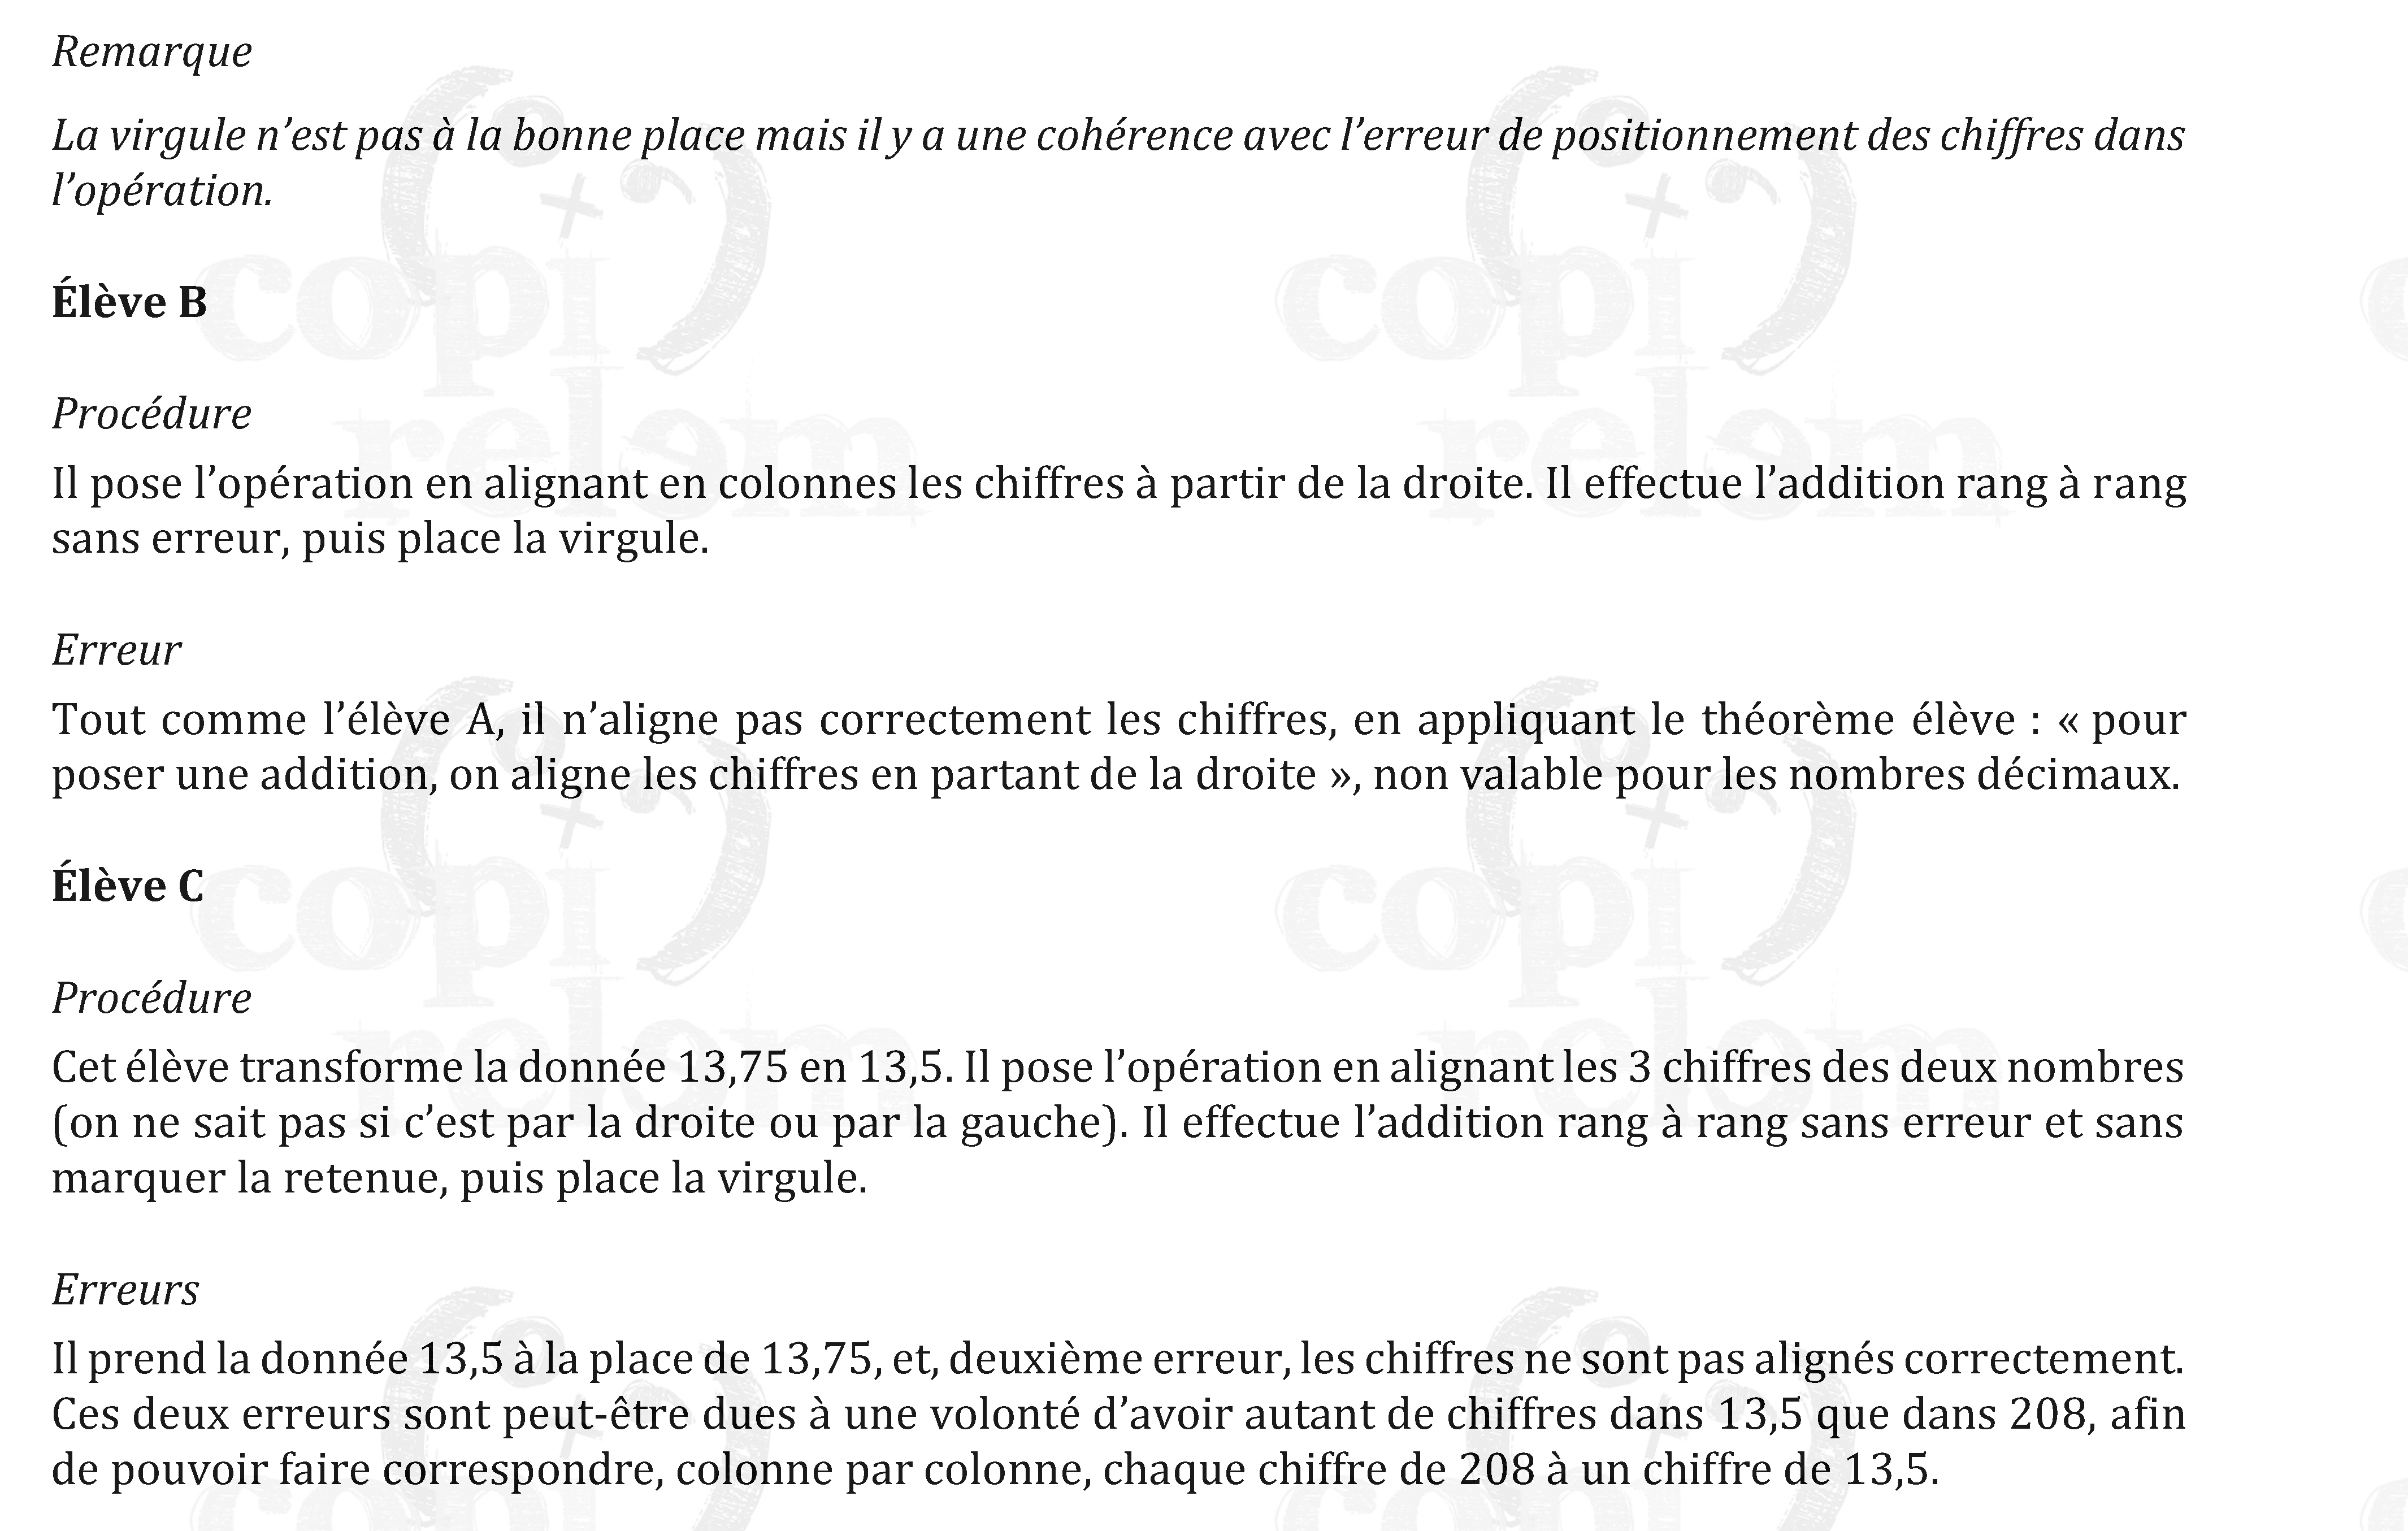 Remarque
La virgule n’est pas à la bonne place mais il y a une cohérence avec l’erreur de positionnement des chiffres dans
l’opération.
Élève B
Procédure
Il pose l’opération en alignant en colonnes les chiffres à partir de la droite. Il effectue l’addition rang à rang
sans erreur, puis place la virgule.
Erreur
Tout comme l’élève A, il n’aligne pas correctement les chiffres, en appliquant le théorème élève : « pour
poser une addition, on aligne les chiffres en partant de la droite », non valable pour les nombres décimaux.
Élève C
Procédure
Cet élève transforme la donnée 13,75 en 13,5. Il pose l’opération en alignant les 3 chiffres des deux nombres
(on ne sait pas si c’est par la droite ou par la gauche). Il effectue l’addition rang à rang sans erreur et sans
marquer la retenue, puis place la virgule.
Erreurs
Il prend la donnée 13,5 à la place de 13,75, et, deuxième erreur, les chiffres ne sont pas alignés correctement.
Ces deux erreurs sont peut-être dues à une volonté d’avoir autant de chiffres dans 13,5 que dans 208, afin
de pouvoir faire correspondre, colonne par colonne, chaque chiffre de 208 à un chiffre de 13,5.
copi
relem
copi
relem
copi
relem
copi
relem
copi
copi